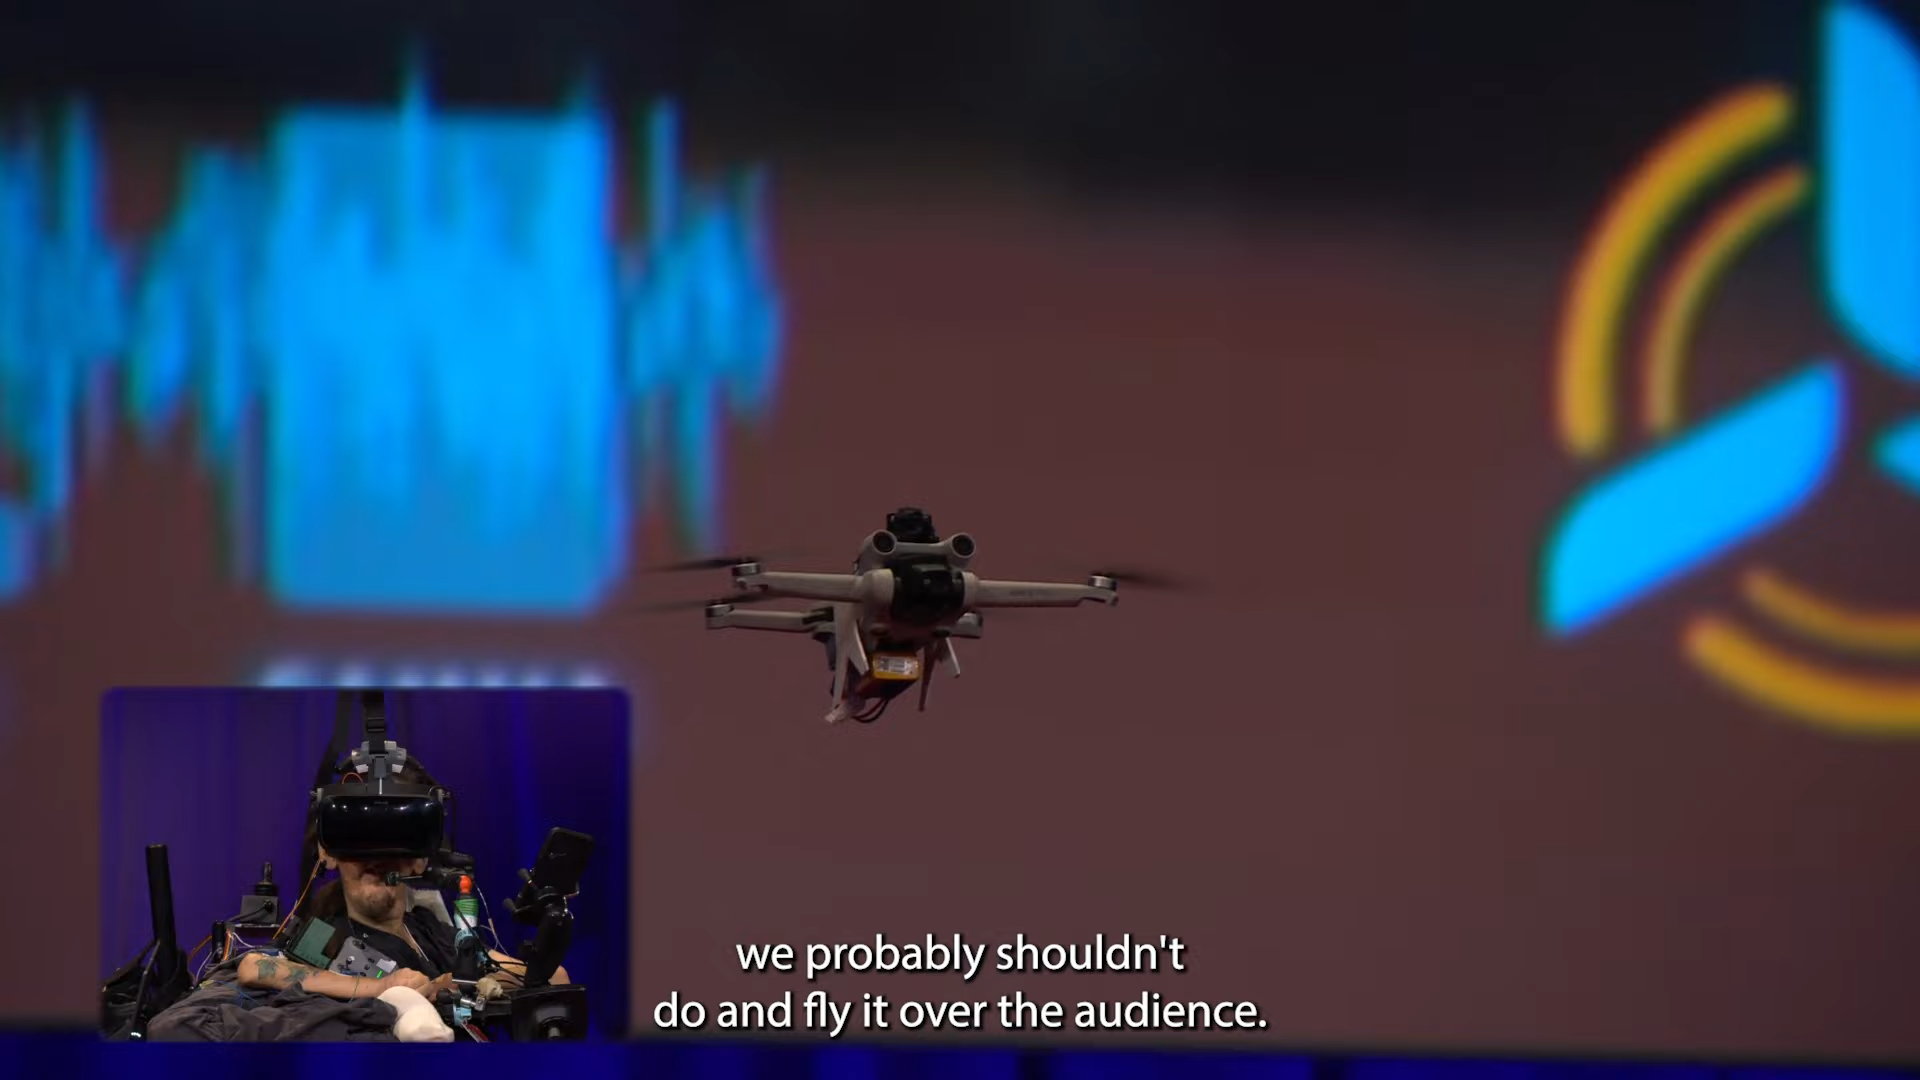 we probably shouldn't
do and fly it over the audience.